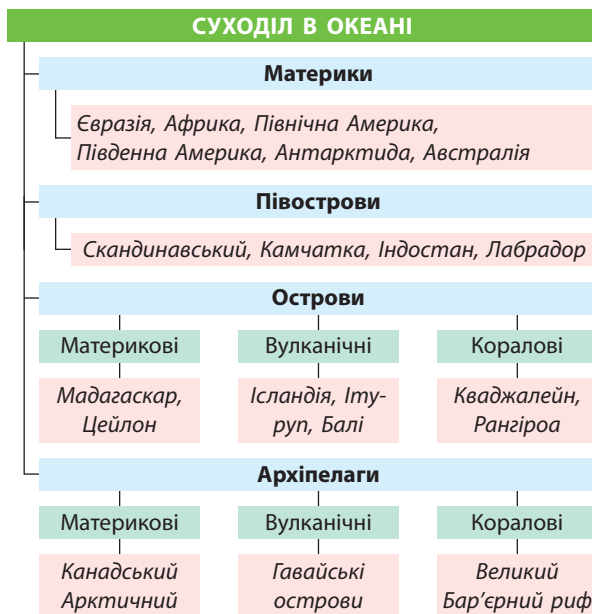 СУХОДІЛ В ОКЕАНІ
Материки
Євразія, Африка, Північна Америка,
Південна Америка, Антарктида, Австралія
Півострови
Скандинавський, Камчатка, Індостан, Лабрадор
Острови
Материкові
Вулканічні
Коралові
Мадагаскар,
Цейлон
Ісландія, Іту-
руп, Балі
Кваджалейн,
Рангіроа
Архіпелаги
Материкові
Вулканічні
Коралові
Канадський
Арктичний
Гавайські
острови
Великий
Бар’єрний риф